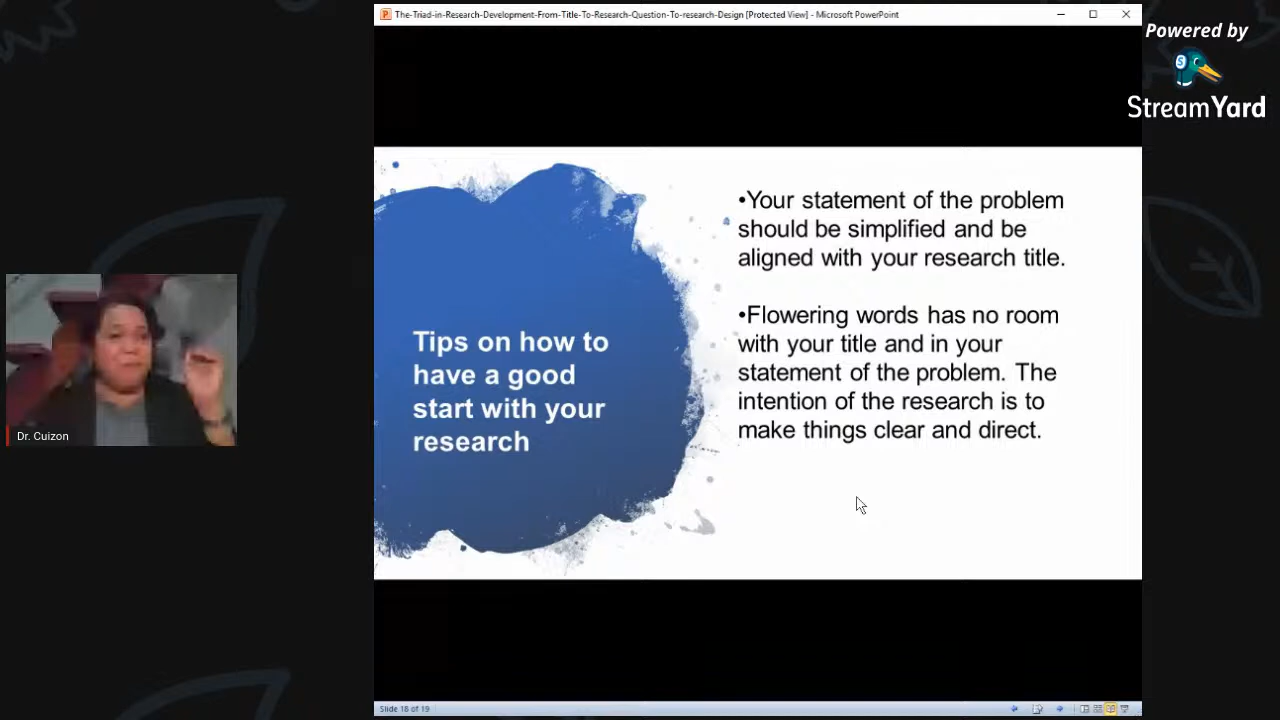 The-Triad-in-Research-Development-From-Title-To-Research-Question-To-research-Design [Protected View] - Microsoft PowerPoint
Powered by
S
StreamYard
Tips on how to
have a good
start with your
research
•Your statement of the problem
should be simplified and be
aligned with your research title.
•Flowering words has no room
with your title and in your
statement of the problem. The
intention of the research is to
make things clear and direct.
Dr. Cuizon
Slide 18 of 19